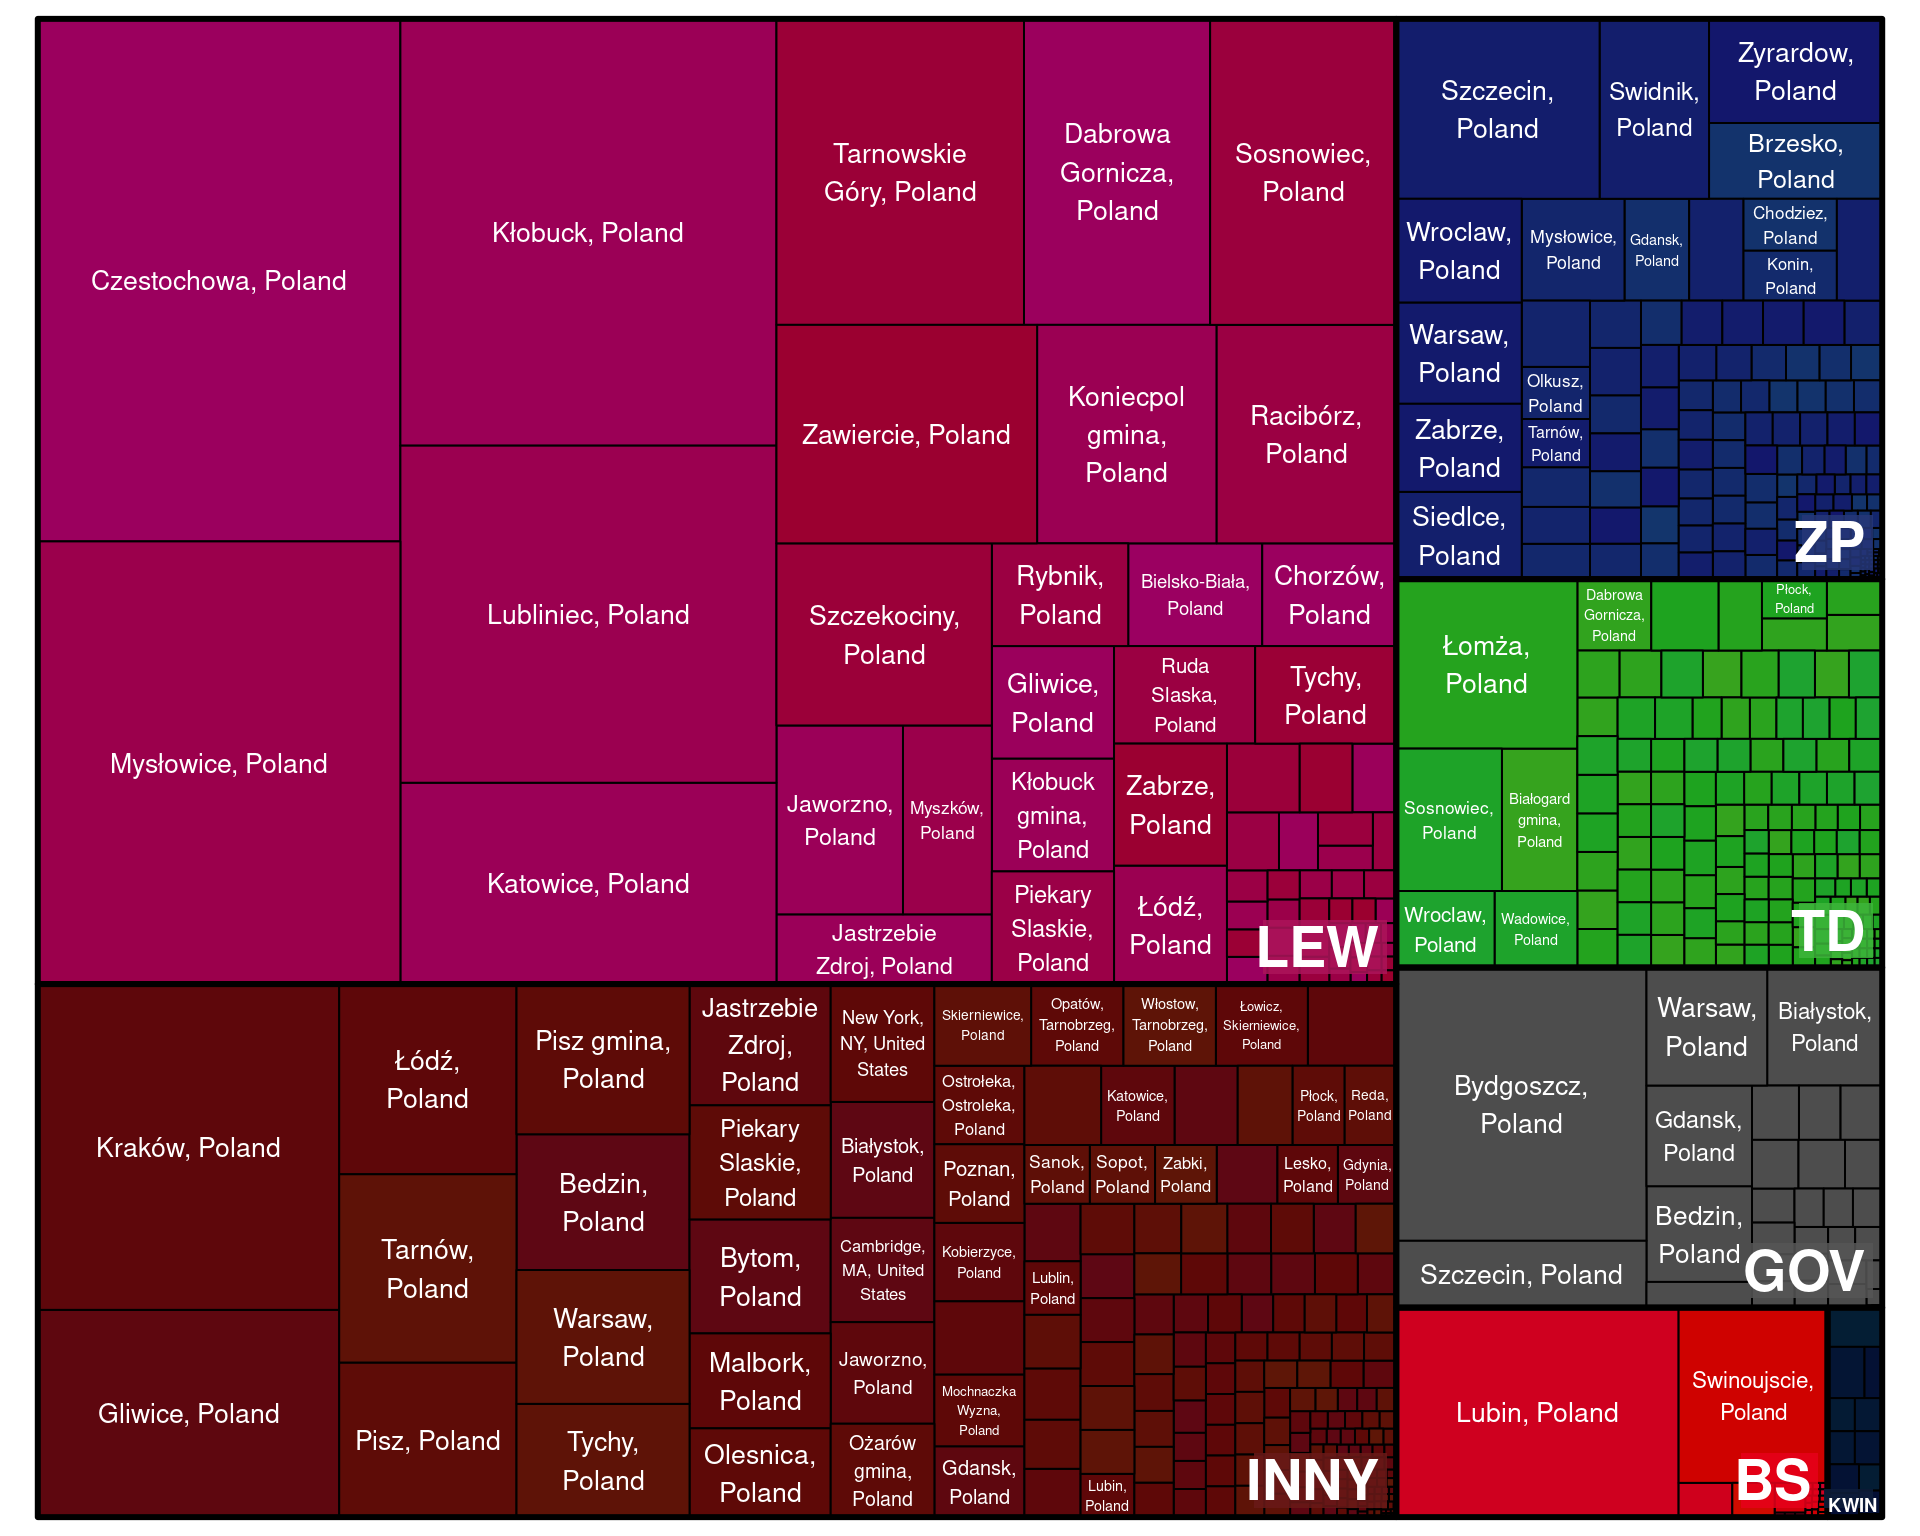 Czestochowa, Poland
Mysłowice, Poland
Kłobuck, Poland
Lubliniec, Poland
Katowice, Poland
Tarnowskie
Góry, Poland
Dabrowa
Gornicza,
Poland
Sosnowiec,
Poland
Zawiercie, Poland
Koniecpol
gmina,
Poland
Racibórz,
Poland
Szczekociny,
Poland
Jaworzno,
Poland
Myszków,
Poland
Jastrzebie
Zdroj, Poland
Rybnik,
Poland
Bielsko-Biała,
Poland
Chorzów,
Poland
Gliwice,
Poland
Ruda
Slaska,
Poland
Tychy,
Poland
Kłobuck
gmina,
Poland
Zabrze,
Poland
Piekary
Slaskie,
Poland
Łódź,
Poland
LEW
Kraków, Poland
Gliwice, Poland
Łódź,
Poland
Tarnów,
Poland
Pisz, Poland
Pisz gmina,
Poland
Bedzin,
Poland
Warsaw,
Poland
Tychy,
Poland
Jastrzebie
Zdroj,
Poland
Piekary
Slaskie,
Poland
Bytom,
Poland
Malbork,
Poland
Olesnica,
Poland
New York,
NY, United
States
Białystok,
Poland
Cambridge,
MA, United
States
Jaworzno,
Poland
Ożarów
gmina,
Poland
Skierniewice,
Poland
Opatów,
Tarnobrzeg,
Poland
Włostow,
Tarnobrzeg,
Poland
Łowicz,
Skierniewice,
Poland
Ostrołeka,
Ostroleka,
Poland
Katowice,
Poland
Płock,
Poland
Reda,
Poland
Poznan,
Poland
Sanok,
Poland
Sopot,
Poland
Zabki,
Poland
Lesko,
Poland
Gdynia,
Poland
Kobierzyce,
Poland
Lublin,
Poland
Mochnaczka
Wyzna,
Poland
Gdansk,
Poland
Lubin,
Poland
INNY
Szczecin,
Poland
Swidnik,
Poland
Zyrardow,
Poland
Brzesko,
Poland
Wroclaw,
Poland
Mysłowice,
Poland
Gdansk,
Poland
Chodziez,
Poland
Konin,
Poland
Warsaw,
Poland
Olkusz,
Poland
Zabrze,
Poland
Tarnów,
Poland
Siedlce,
Poland
ZP
Łomża,
Poland
Dabrowa
Gornicza,
Poland
Płock,
Poland
Sosnowiec,
Poland
Białogard
gmina,
Poland
Wroclaw,
Poland
Wadowice,
Poland
TD
Bydgoszcz,
Poland
Szczecin, Poland
Warsaw,
Poland
Białystok,
Poland
Gdansk,
Poland
Bedzin,
Poland
GOV
Lubin, Poland
Swinoujscie,
Poland
BS
KWIN